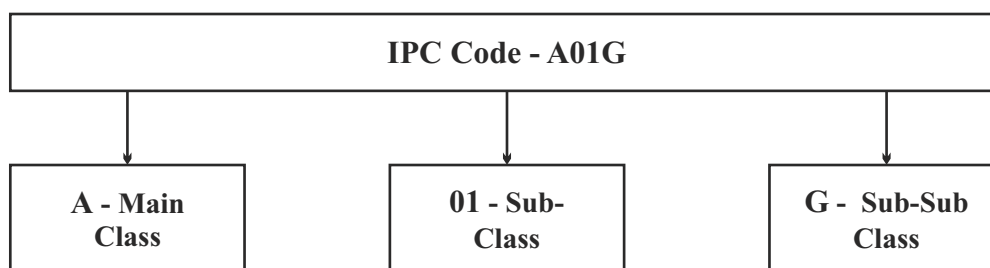 IPC Code - A01G
A - Main
Class
01 - Sub-
Class
G - Sub-Sub
Class